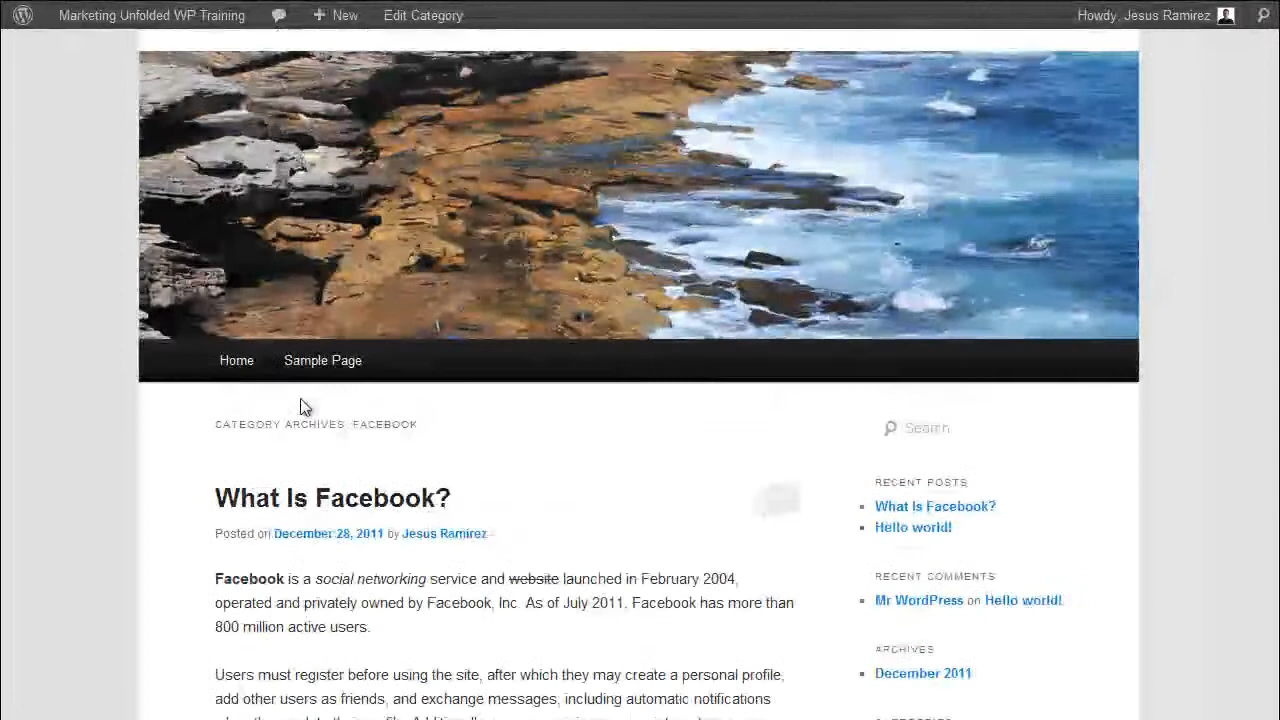 Marketing Unfolded WP Training New Edit Category Howdy, Jesus Ramirez
Home Sample Page
CATEGORY ARCHIVES: FACEBOOK
Search
What Is Facebook?
Posted on December 28, 2011 by Jesus Ramirez
Facebook is a social networking service and website launched in February 2004,
operated and privately owned by Facebook, Inc. As of July 2011. Facebook has more than
800 million active users.
Users must register before using the site, after which they may create a personal profile,
add other users as friends, and exchange messages, including automatic notifications
RECENT POSTS
What Is Facebook?
Hello world!
RECENT COMMENTS
Mr WordPress on Hello world!
ARCHIVES
December 2011